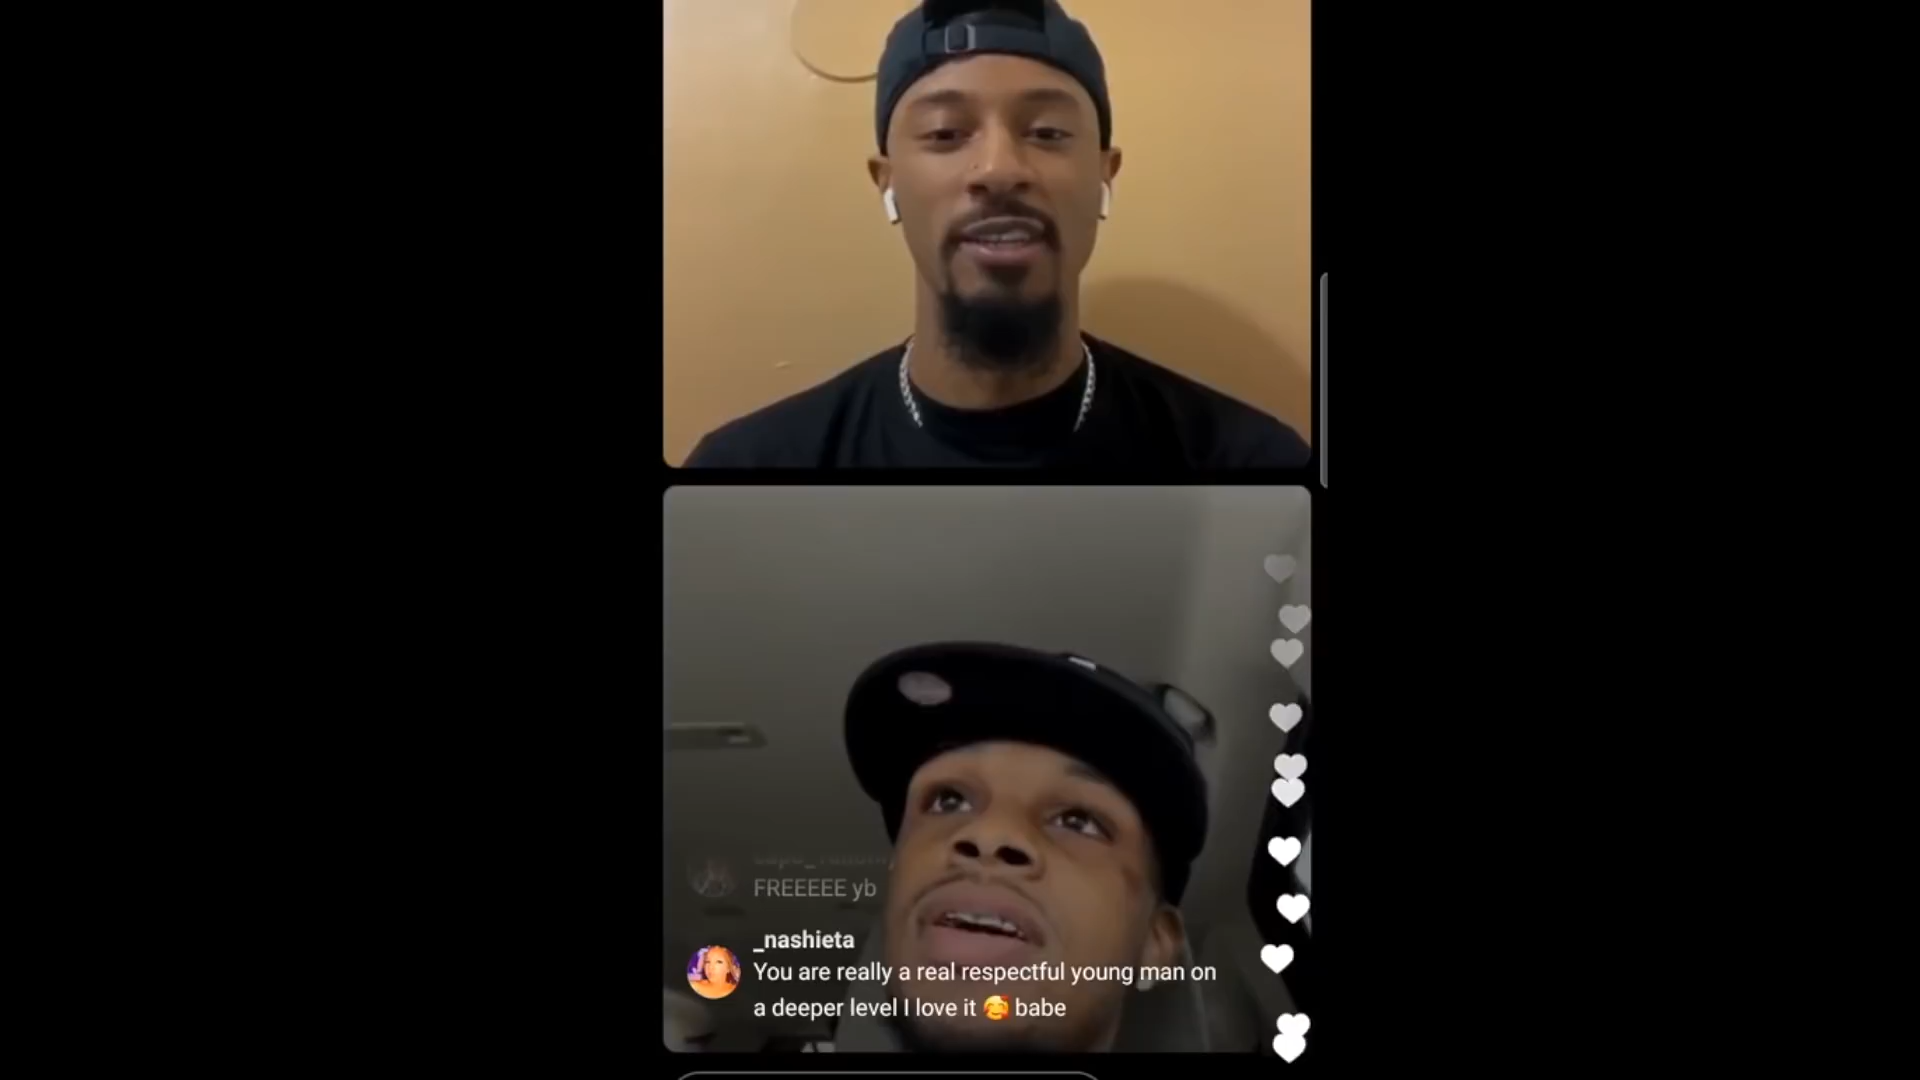 FREEEEE yb
_nashieta
You are really a real respectful young man on
a deeper level I love it 🥰 babe